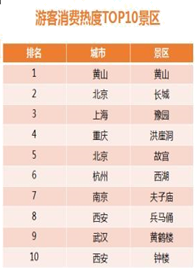 游客消费热度TOP10景区
排名 城市 景区
1 黄山 黄山
2 北京 长城
3 上海 豫园
4 重庆 洪崖洞
5 北京 故宫
6 杭州 西湖
7 南京 夫子庙
8 西安 兵马俑
9 武汉 黄鹤楼
10 西安 钟楼